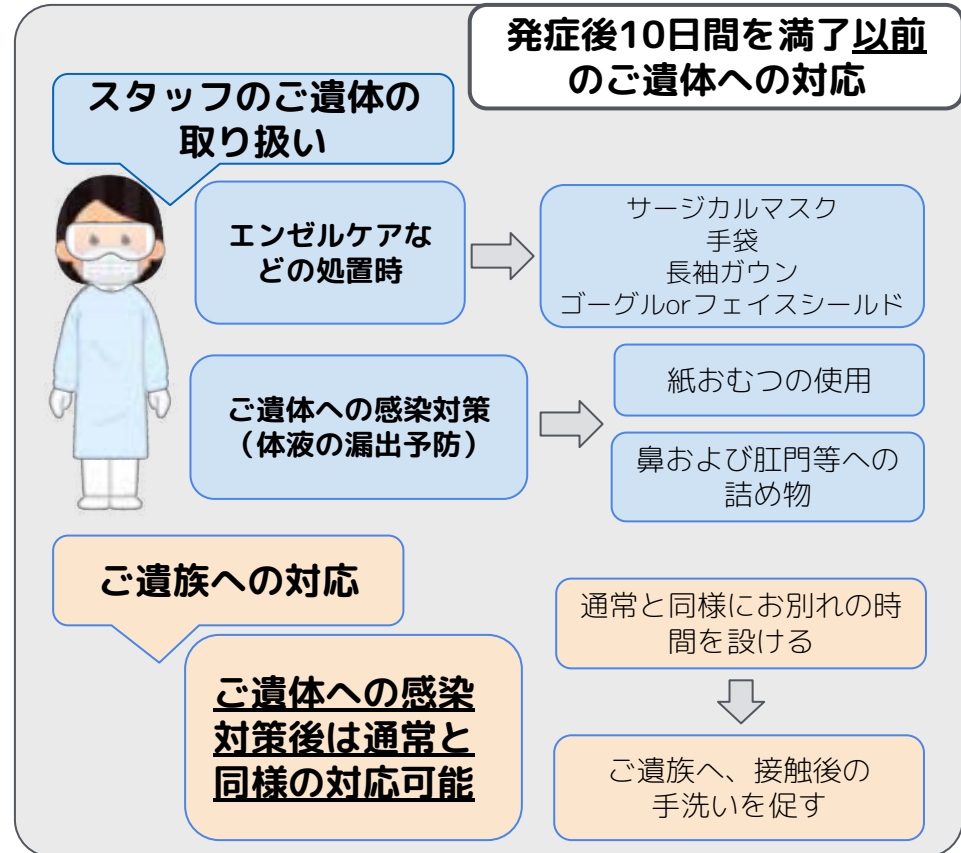 発症後10日間を満了以前
のご遺体への対応
スタッフのご遺体の
取り扱い
エンゼルケアな
どの処置時
サージカルマスク
手袋
長袖ガウン
ゴーグルorフェイスシールド
ご遺体への感染対策
（体液の漏出予防）
紙おむつの使用
鼻および肛門等への
詰め物
ご遺族への対応
ご遺体への感染
対策後は通常と
同様の対応可能
通常と同様にお別れの時
間を設ける
ご遺族へ、接触後の
手洗いを促す